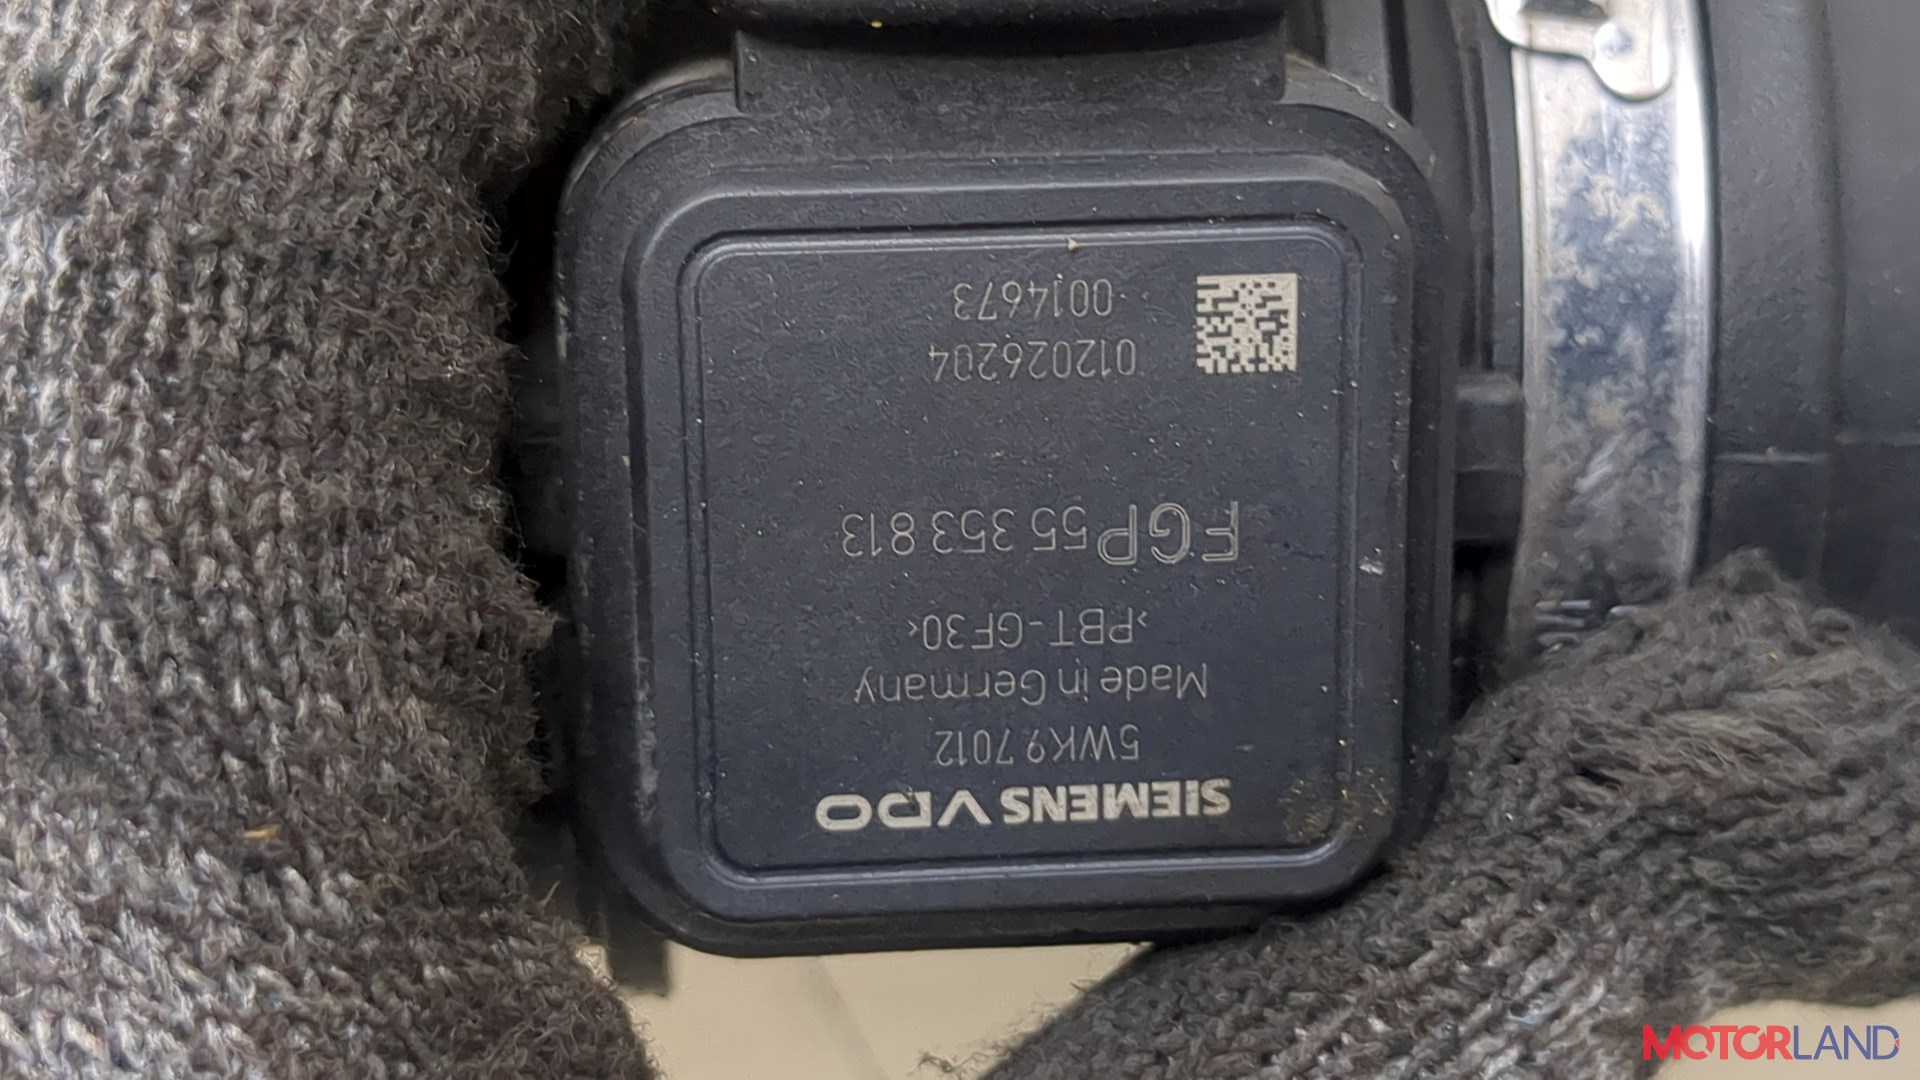 SIEMENS VDO
5WK9 7012
Made in Germany
>PBT-GF30<
FGP 55 353 813
012026204
0014673
MOTORLAND